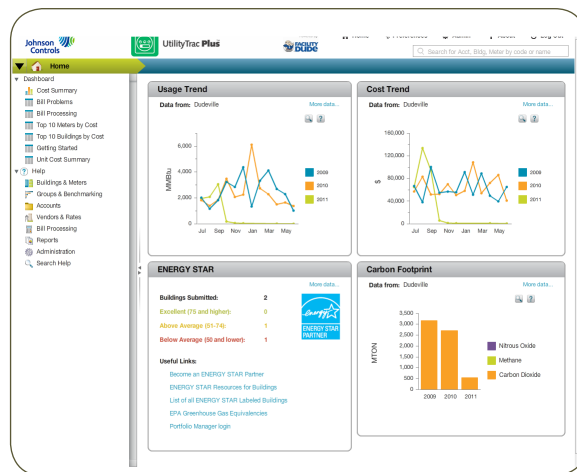 Johnson
Controls
UtilityTrac Plus
FACILITY
DUDE
Home Preferences Admin About Log Out
Search for Acct, Bldg, Meter by code or name
Home
Dashboard
Cost Summary
Bill Problems
Bill Processing
Top 10 Meters by Cost
Top 10 Buildings by Cost
Getting Started
Unit Cost Summary
Help
Buildings & Meters
Groups & Benchmarking
Accounts
Vendors & Rates
Bill Processing
Reports
Administration
Search Help
Usage Trend
Data from: Dudeville More data...
6,000
4,000
2,000
0
MMBtu
Jul Sep Nov Jan Mar May
2009
2010
2011
Cost Trend
Data from: Dudeville More data...
160,000
120,000
80,000
40,000
0
$
Jul Sep Nov Jan Mar May
2009
2010
2011
ENERGY STAR
More data...
Buildings Submitted: 2
Excellent (75 and higher): 0
Above Average (51-74): 1
Below Average (50 and lower): 1
energy
ENERGY STAR
PARTNER
Useful Links:
Become an ENERGY STAR Partner
ENERGY STAR Resources for Buildings
List of all ENERGY STAR Labeled Buildings
EPA Greenhouse Gas Equivalencies
Portfolio Manager login
Carbon Footprint
Data from: Dudeville More data...
3,500
3,000
2,500
2,000
1,500
1,000
500
0
MTON
2009 2010 2011
Nitrous Oxide
Methane
Carbon Dioxide